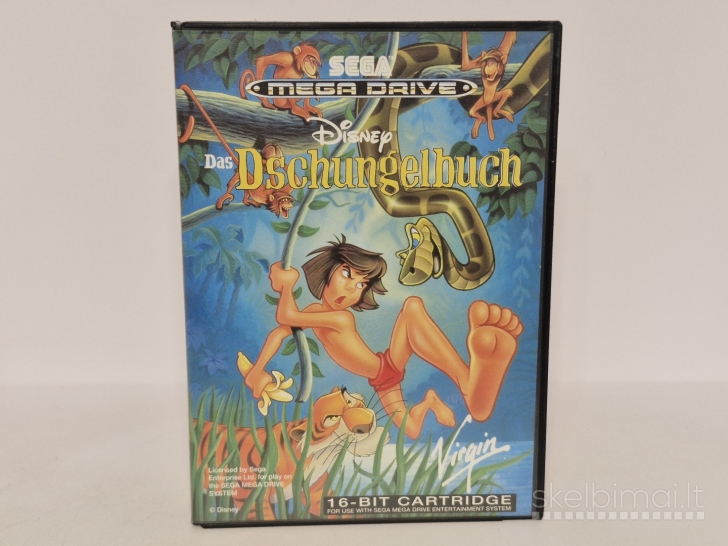 SEGA
MEGA DRIVE
Disney
Das Dschungelbuch
Virgin
Licensed by Sega
Enterprise Ltd. for play on
the SEGA MEGA DRIVE
SYSTEM
© Disney
16-BIT CARTRIDGE
FOR USE WITH SEGA MEGA DRIVE ENTERTAINMENT SYSTEM
skelbimai.lt